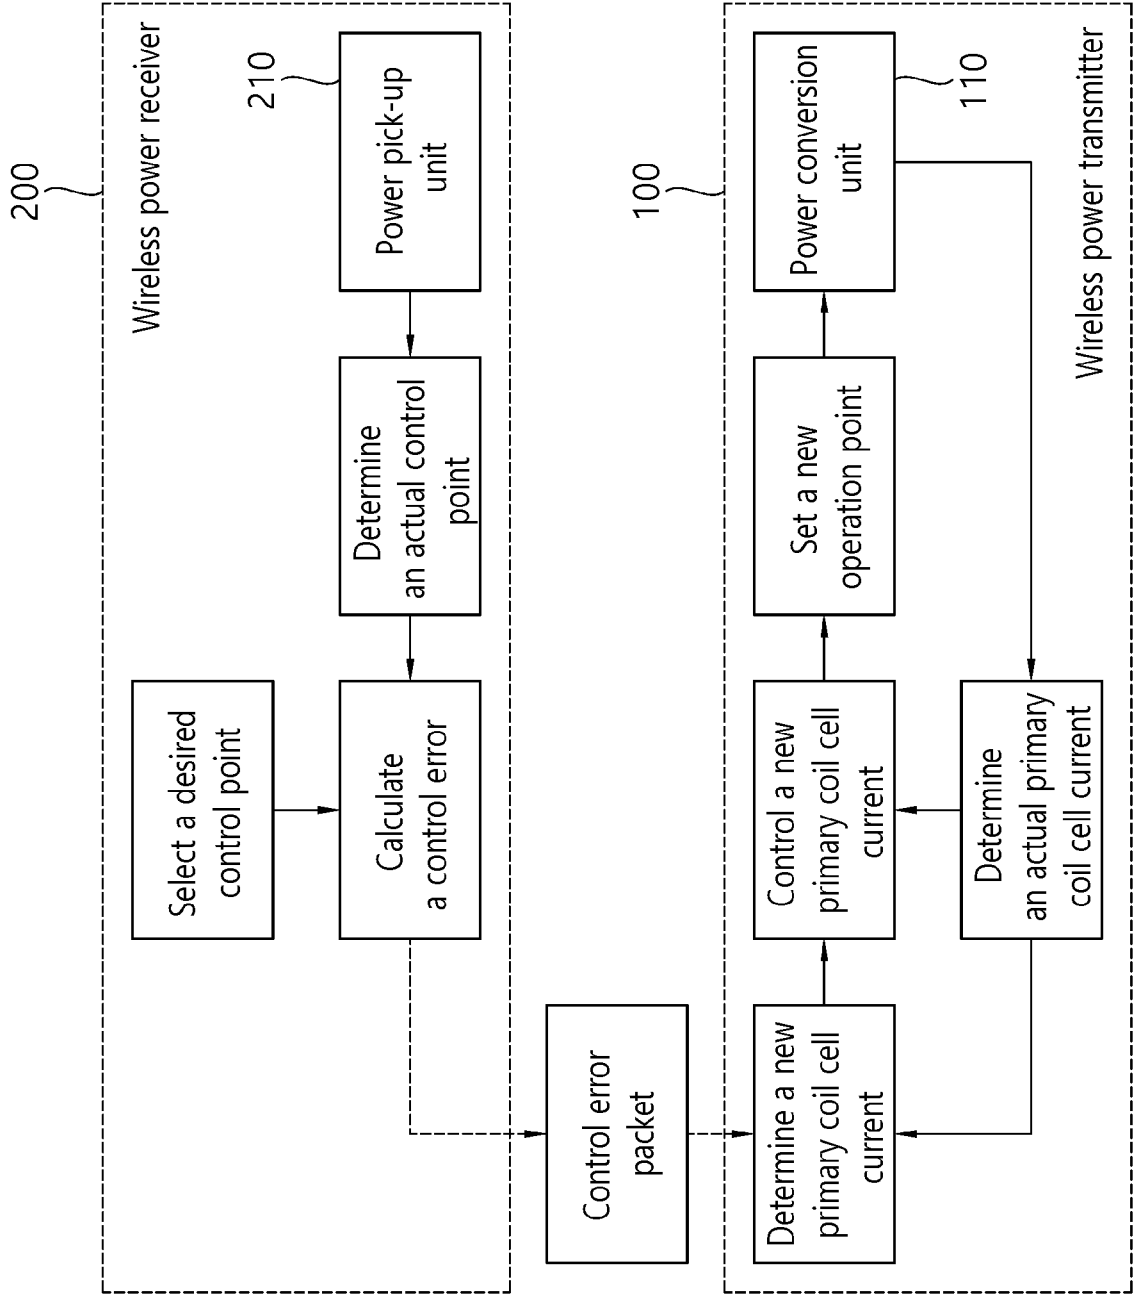 200
Wireless power receiver
210
Select a desired
control point
Calculate
a control error
Determine
an actual control
point
Power pick-up
unit
Control error
packet
100
Determine a new
primary coil cell
current
Control a new
primary coil cell
current
Set a new
operation point
Power conversion
unit
110
Determine
an actual primary
coil cell current
Wireless power transmitter